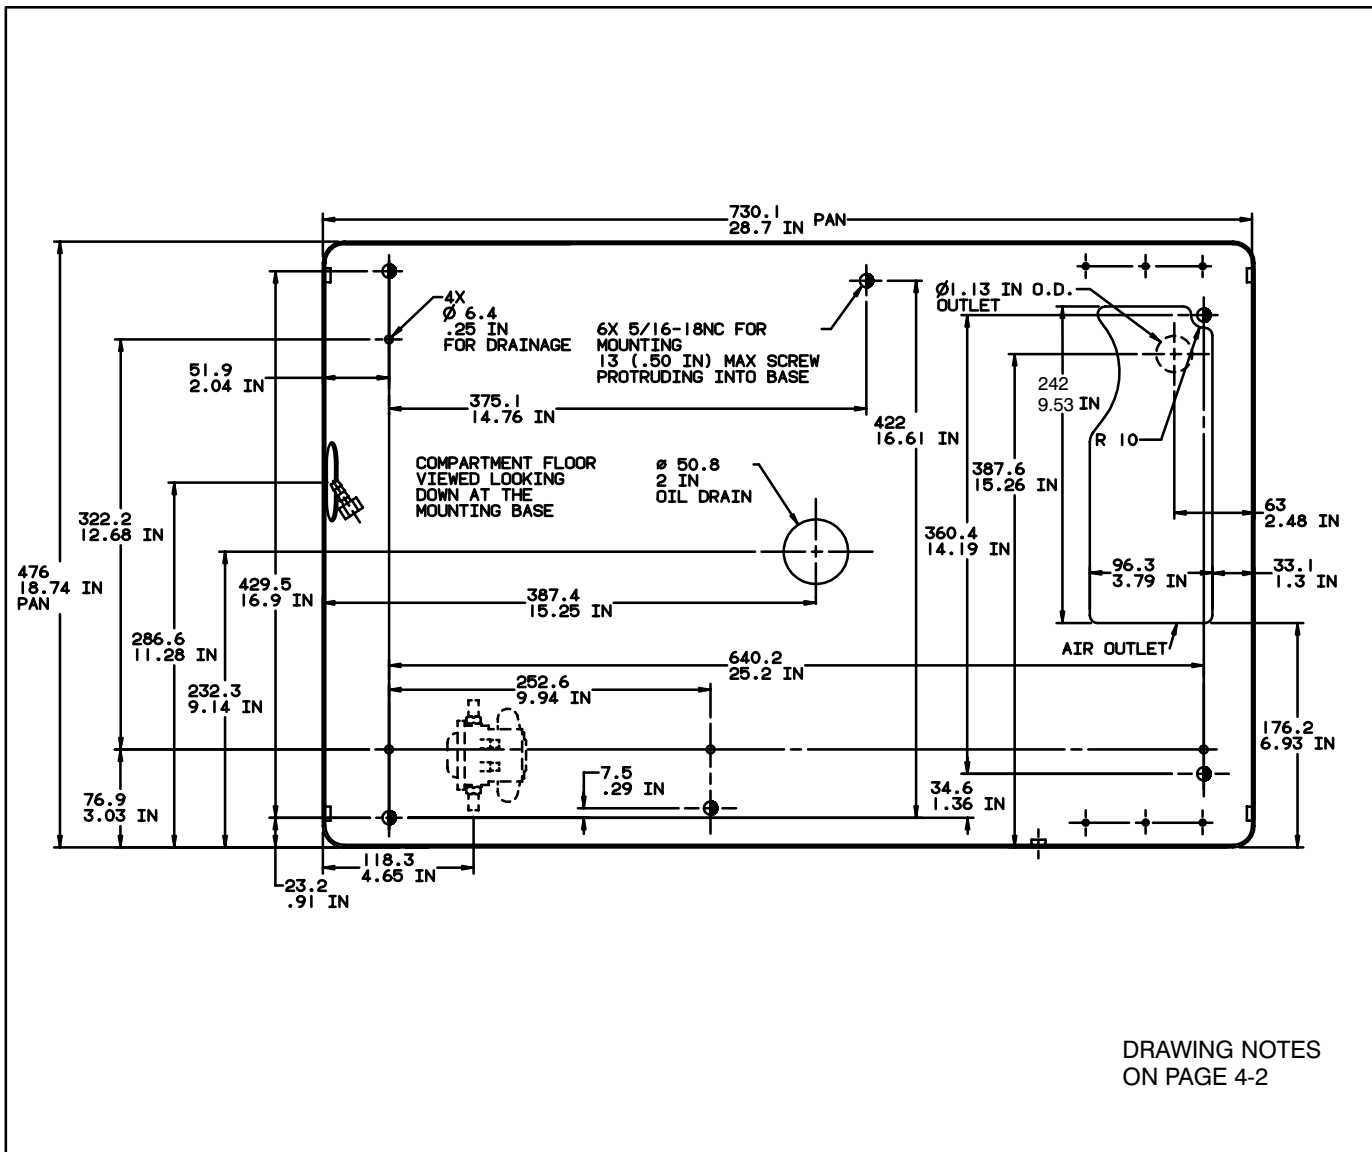 730.1 PAN
28.7 IN
4X
Ø 6.4
.25 IN
FOR DRAINAGE
6X 5/16-18NC FOR
MOUNTING
13 (.50 IN) MAX SCREW
PROTRUDING INTO BASE
Ø1.13 IN O.D.
OUTLET
51.9
2.04 IN
375.1
14.76 IN
242
9.53 IN
422
16.61 IN
R 10
COMPARTMENT FLOOR
VIEWED LOOKING
DOWN AT THE
MOUNTING BASE
ø 50.8
2 IN
OIL DRAIN
387.6
15.26 IN
63
2.48 IN
322.2
12.68 IN
360.4
14.19 IN
476
18.74 IN
PAN
429.5
16.9 IN
387.4
15.25 IN
96.3
3.79 IN
33.1
1.3 IN
286.6
11.28 IN
AIR OUTLET
640.2
25.2 IN
232.3
9.14 IN
252.6
9.94 IN
176.2
6.93 IN
76.9
3.03 IN
7.5
.29 IN
34.6
1.36 IN
118.3
4.65 IN
23.2
.91 IN
DRAWING NOTES
ON PAGE 4-2